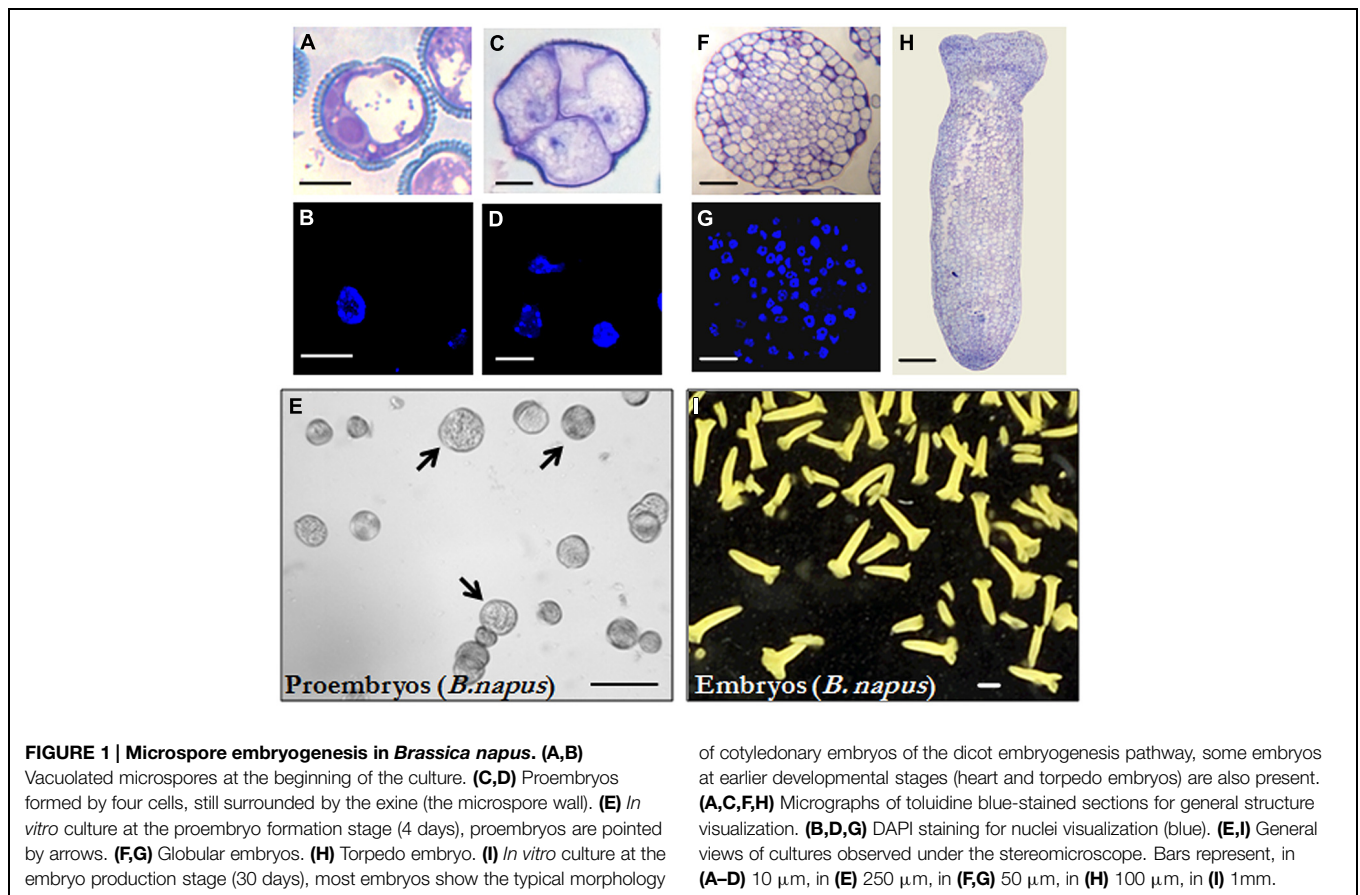 A
C
F
H
B
D
G
E
I
Proembryos (B.napus)
Embryos (B. napus)
FIGURE 1 | Microspore embryogenesis in Brassica napus. (A,B)
Vacuolated microspores at the beginning of the culture. (C,D) Proembryos
formed by four cells, still surrounded by the exine (the microspore wall). (E) In
vitro culture at the proembryo formation stage (4 days), proembryos are pointed
by arrows. (F,G) Globular embryos. (H) Torpedo embryo. (I) In vitro culture at the
embryo production stage (30 days), most embryos show the typical morphology
of cotyledonary embryos of the dicot embryogenesis pathway, some embryos
at earlier developmental stages (heart and torpedo embryos) are also present.
(A,C,F,H) Micrographs of toluidine blue-stained sections for general structure
visualization. (B,D,G) DAPI staining for nuclei visualization (blue). (E,I) General
views of cultures observed under the stereomicroscope. Bars represent, in
(A–D) 10 μm, in (E) 250 μm, in (F,G) 50 μm, in (H) 100 μm, in (I) 1mm.